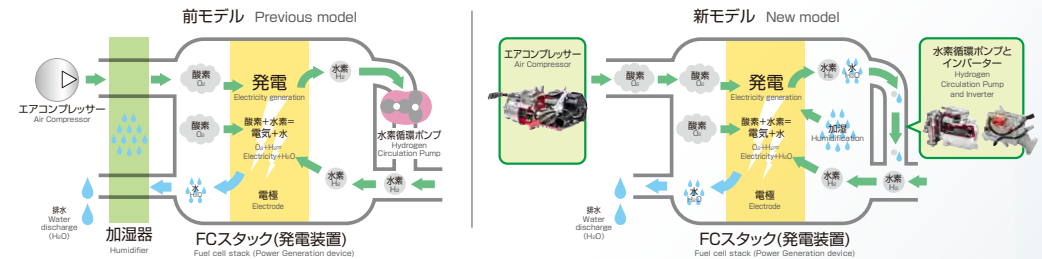 前モデル Previous model
エアコンプレッサー
Air Compressor
酸素
O₂
発電
Electricity generation
水素
H₂
酸素
O₂
酸素+水素=
電気+水
O₂+H₂=
Electricity+H₂O
水素循環ポンプ
Hydrogen
Circulation Pump
水
H₂O
水素
H₂
水素
H₂
電極
Electrode
排水
Water
discharge
(H₂O)
加湿器
Humidifier
FCスタック(発電装置)
Fuel cell stack (Power Generation device)
新モデル New model
エアコンプレッサー
Air Compressor
酸素
O₂
酸素
O₂
発電
Electricity generation
水素
H₂
水
H₂O
水素循環ポンプと
インバーター
Hydrogen
Circulation Pump
and Inverter
酸素
O₂
酸素+水素=
電気+水
O₂+H₂=
Electricity+H₂O
加湿
Humidification
水
H₂O
水素
H₂
水素
H₂
電極
Electrode
排水
Water
discharge
(H₂O)
FCスタック(発電装置)
Fuel cell stack (Power Generation device)